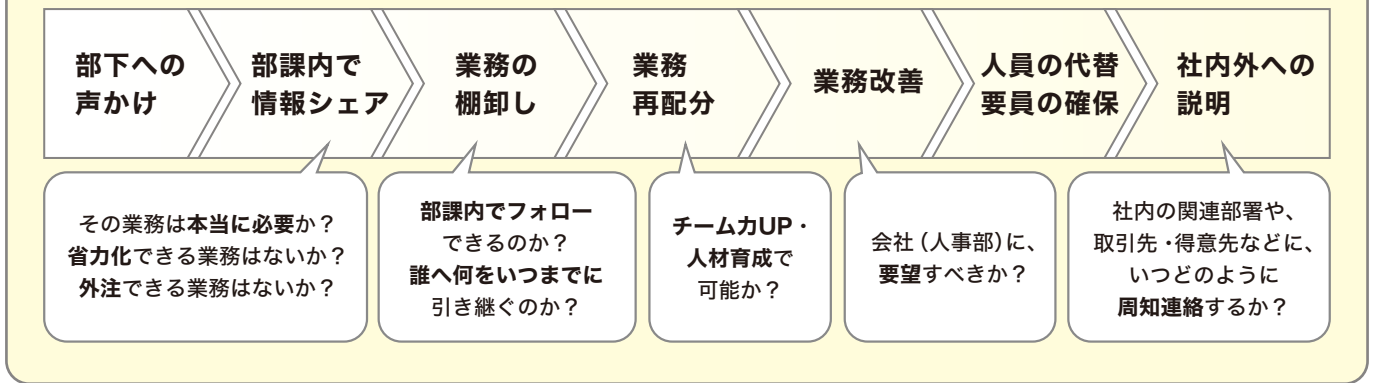 部下への
声かけ
部課内で
情報シェア
業務の
棚卸し
業務
再配分
業務改善
人員の代替
要員の確保
社内外への
説明
その業務は本当に必要か？
省力化できる業務はないか？
外注できる業務はないか？
部課内でフォロー
できるのか？
誰へ何をいつまでに
引き継ぐのか？
チーム力UP・
人材育成で
可能か？
会社（人事部）に、
要望すべきか？
社内の関連部署や、
取引先・得意先などに、
いつどのように
周知連絡するか？